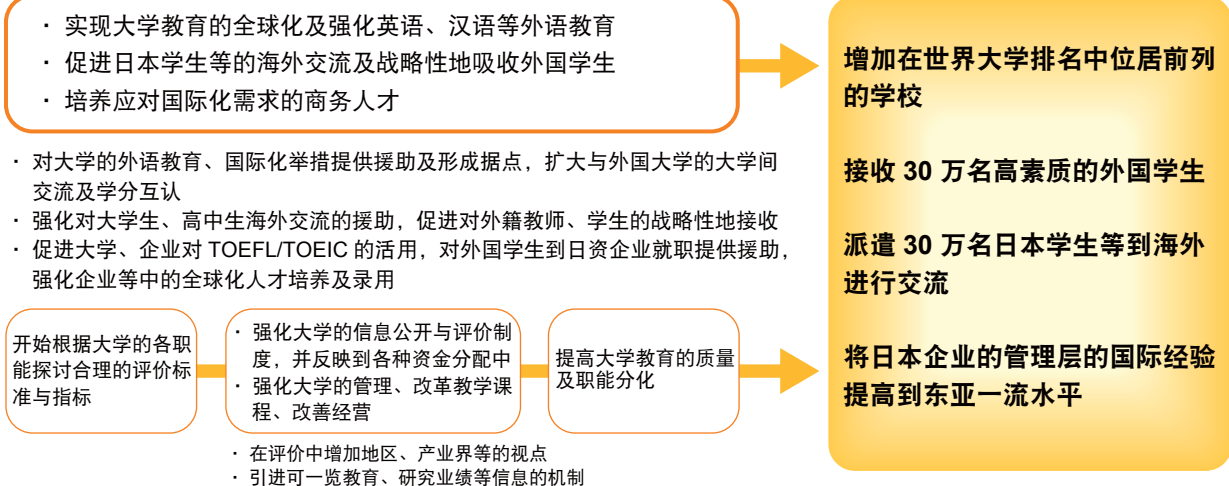 · 实现大学教育的全球化及强化英语、汉语等外语教育
· 促进日本学生等的海外交流及战略性地吸收外国学生
· 培养应对国际化需求的商务人才
· 对大学的外语教育、国际化举措提供援助及形成据点，扩大与外国大学的大学间
交流及学分互认
· 强化对大学生、高中生海外交流的援助，促进对外籍教师、学生的战略性地接收
· 促进大学、企业对 TOEFL/TOEIC 的活用，对外国学生到日资企业就职提供援助，
强化企业等中的全球化人才培养及录用
开始根据大学的各职
能探讨合理的评价标
准与指标
· 强化大学的信息公开与评价制
度，并反映到各种资金分配中
· 强化大学的管理、改革教学课
程、改善经营
提高大学教育的质量
及职能分化
· 在评价中增加地区、产业界等的视点
· 引进可一览教育、研究业绩等信息的机制
增加在世界大学排名中位居前列
的学校
接收 30 万名高素质的外国学生
派遣 30 万名日本学生等到海外
进行交流
将日本企业的管理层的国际经验
提高到东亚一流水平